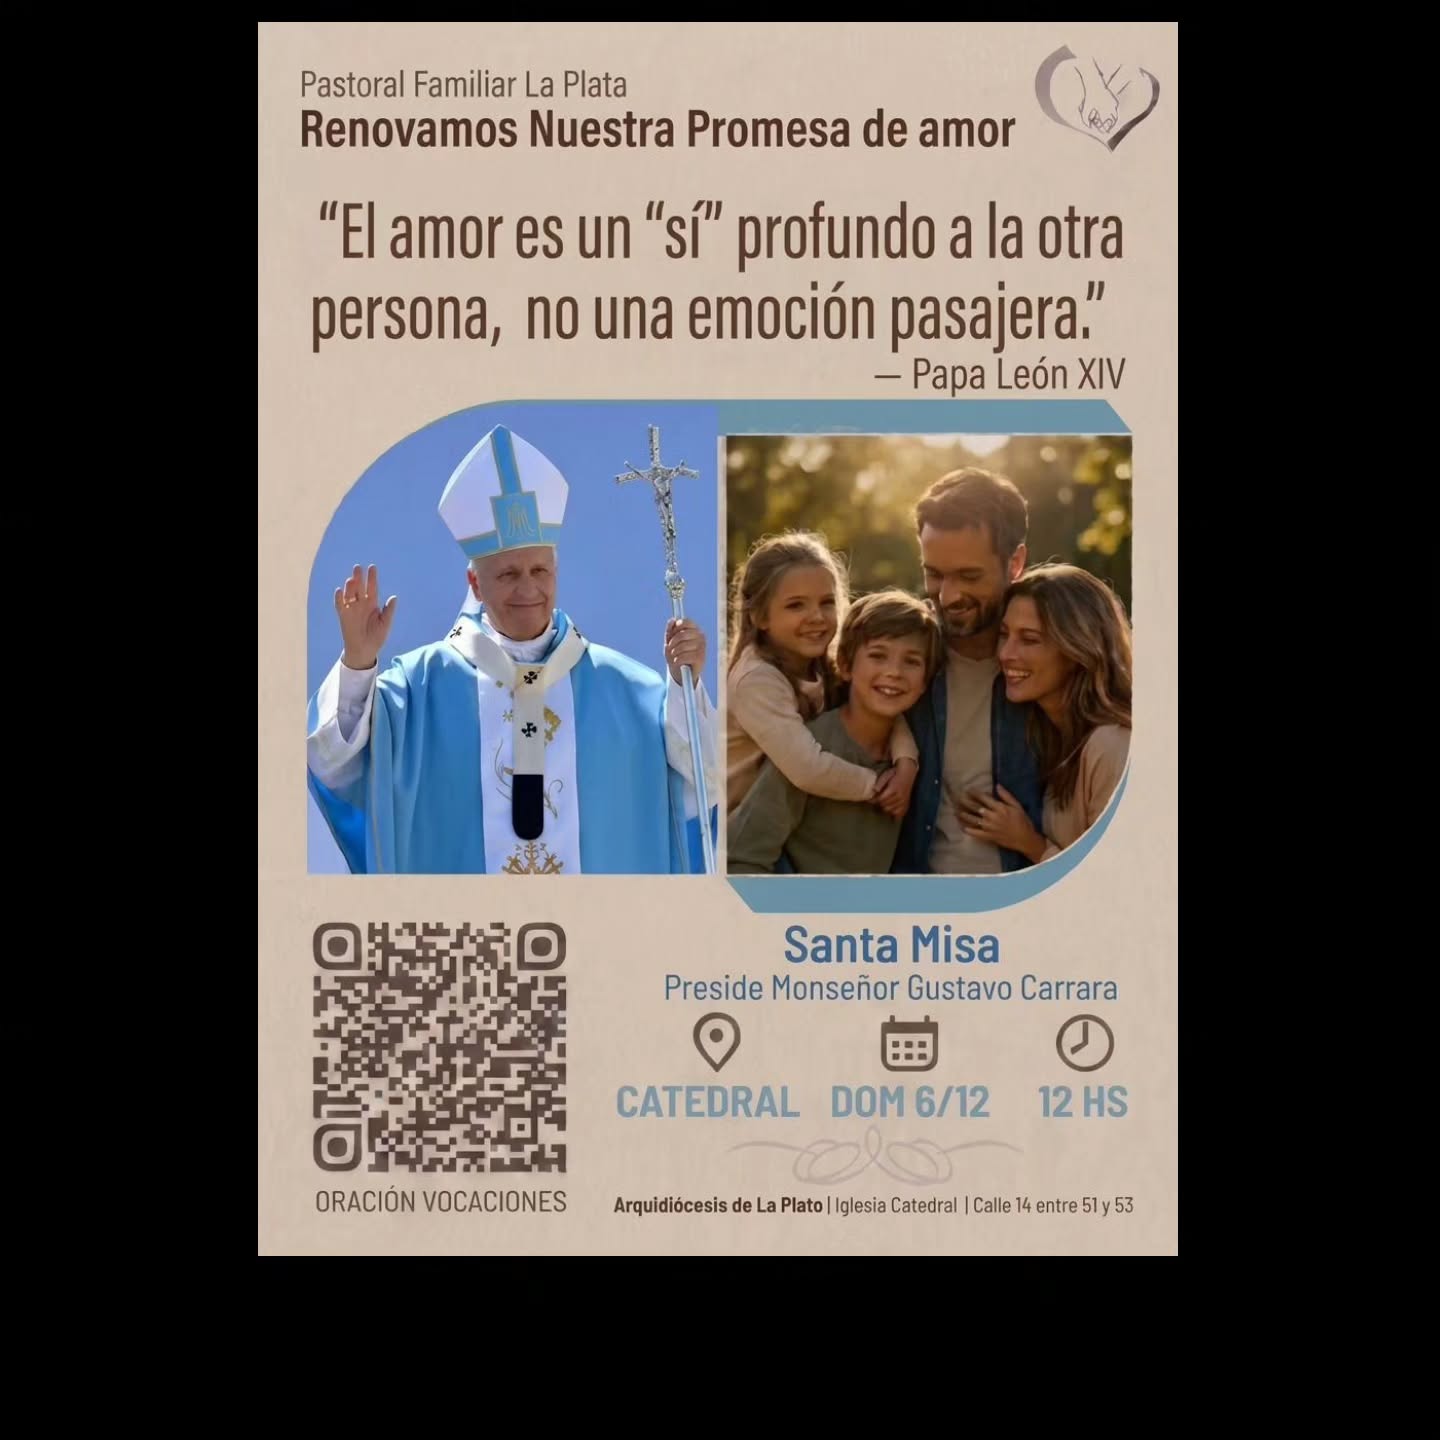 Pastoral Familiar La Plata
Renovamos Nuestra Promesa de amor
“El amor es un “sí” profundo a la otra
persona, no una emoción pasajera.”
— Papa León XIV
Santa Misa
Preside Monseñor Gustavo Carrara
CATEDRAL DOM 6/12 12 HS
ORACIÓN VOCACIONES
Arquidiócesis de La Plato | Iglesia Catedral | Calle 14 entre 51 y 53